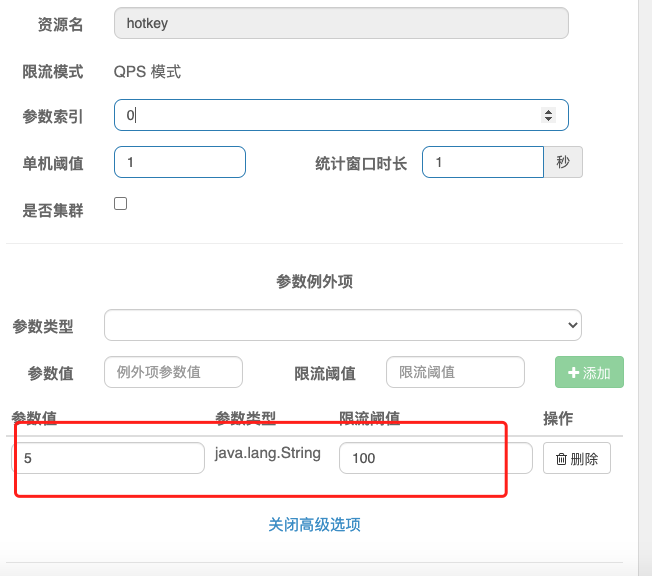 资源名 hotkey
限流模式 QPS 模式
参数索引 0
单机阈值 1 统计窗口时长 1 秒
是否集群
参数例外项
参数类型
参数值 例外项参数值 限流阈值 限流阈值 添加
参数值 参数类型 限流阈值 操作
5 java.lang.String 100 删除
关闭高级选项